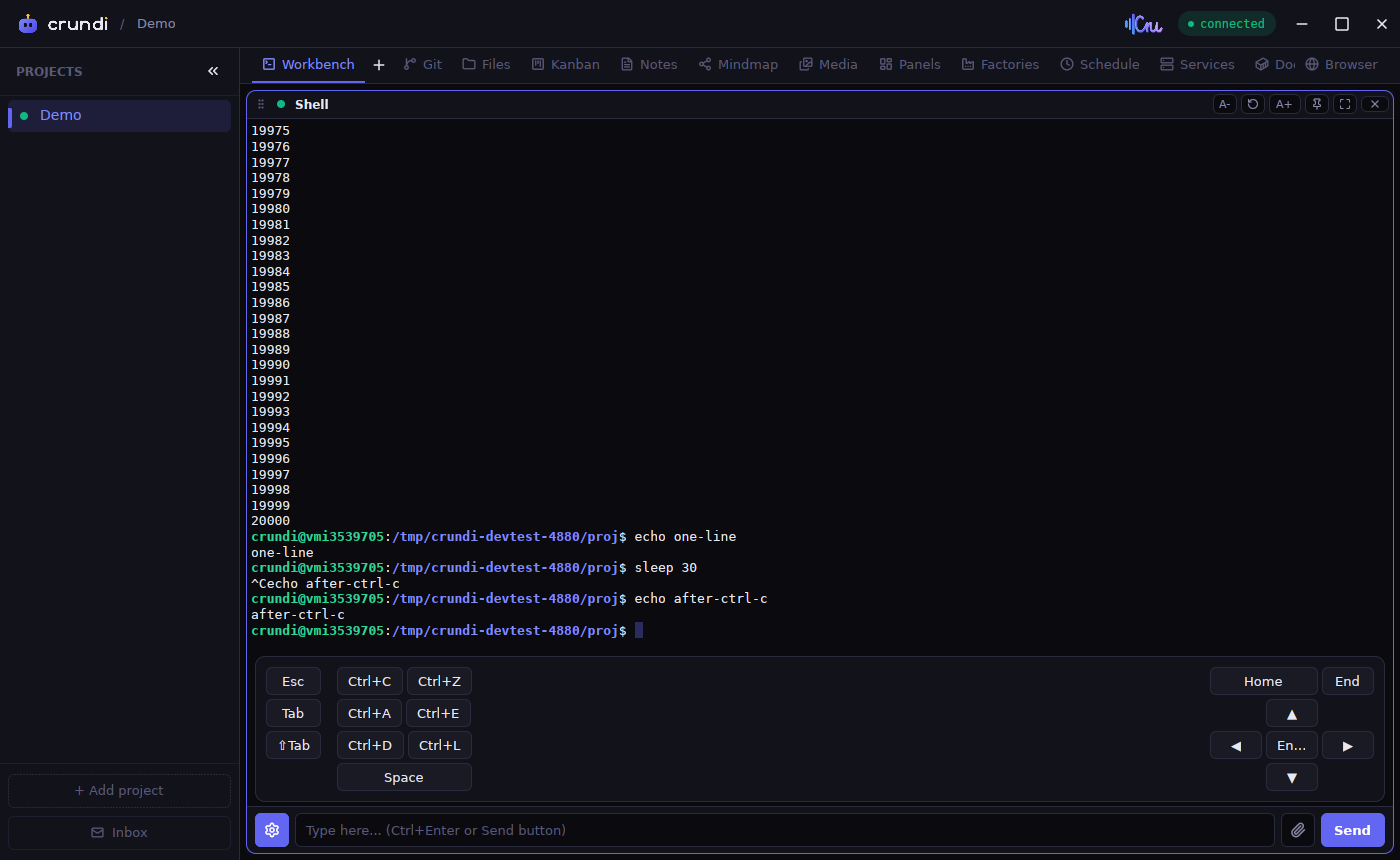 crundi / Demo
Cru
connected
PROJECTS
Workbench
Git
Files
Kanban
Notes
Mindmap
Media
Panels
Factories
Schedule
Services
Browser
Demo
Shell
A-
A+
19975
19976
19977
19978
19979
19980
19981
19982
19983
19984
19985
19986
19987
19988
19989
19990
19991
19992
19993
19994
19995
19996
19997
19998
19999
20000
crundi@vmi3539705:/tmp/crundi-devtest-4880/proj$ echo one-line
one-line
crundi@vmi3539705:/tmp/crundi-devtest-4880/proj$ sleep 30
^Cecho after-ctrl-c
crundi@vmi3539705:/tmp/crundi-devtest-4880/proj$ echo after-ctrl-c
after-ctrl-c
crundi@vmi3539705:/tmp/crundi-devtest-4880/proj$
Esc Ctrl+C Ctrl+Z Home End
Tab Ctrl+A Ctrl+E ▲
⇧Tab Ctrl+D Ctrl+L ◀ En... ▶
Space ▼
+ Add project
Inbox
Type here... (Ctrl+Enter or Send button)
Send